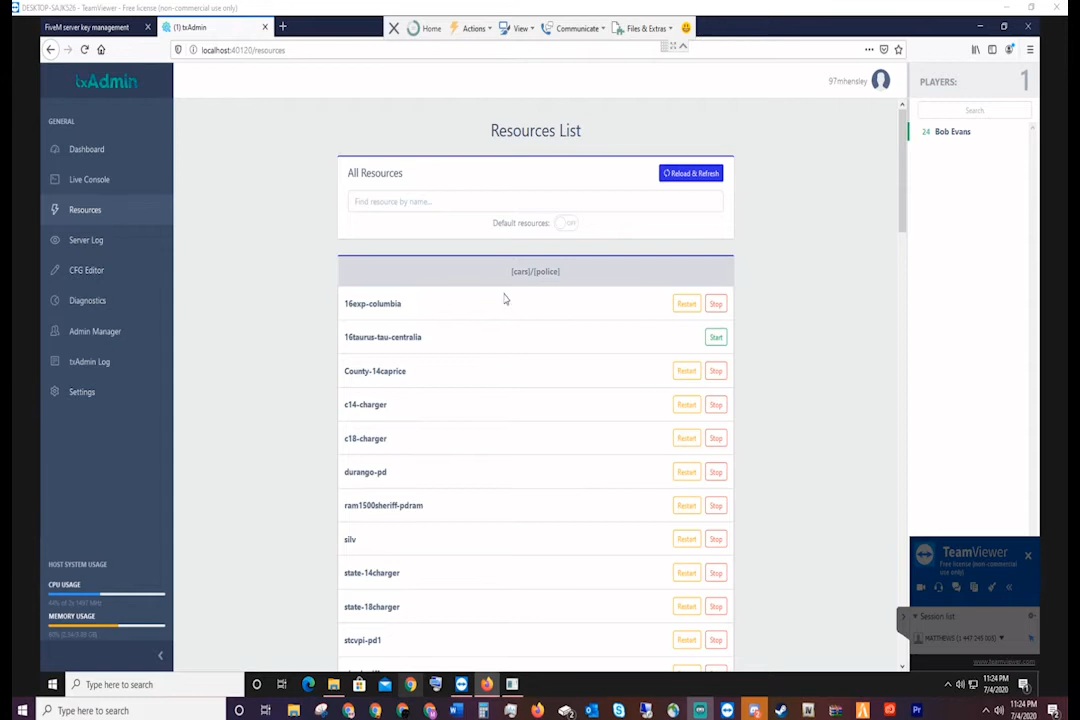 DESKTOP-SAJKS26 - TeamViewer - Free license (non-commercial use only)
FiveM server key management
(1) txAdmin
Home
Actions
View
Communicate
Files & Extras
localhost:40120/resources
txAdmin
97mhensley
PLAYERS:
1
Search
24 Bob Evans
GENERAL
Dashboard
Live Console
Resources
Server Log
CFG Editor
Diagnostics
Admin Manager
txAdmin Log
Settings
HOST SYSTEM USAGE
CPU USAGE
MEMORY USAGE
Resources List
All Resources
Reload & Refresh
Find resource by name...
Default resources:
OFF
[cars]/[police]
16exp-columbia
Restart
Stop
16taurus-tau-centralia
Start
County-14caprice
Restart
Stop
c14-charger
Restart
Stop
c18-charger
Restart
Stop
durango-pd
Restart
Stop
ram1500sheriff-pdram
Restart
Stop
silv
Restart
Stop
state-14charger
Restart
Stop
state-18charger
Restart
Stop
stcvpi-pd1
Restart
Stop
TeamViewer
Free license (non-commercial
use only)
Session list
www.teamviewer.com
Type here to search
11:24 PM
7/4/2020
Type here to search
11:24 PM
7/4/2020